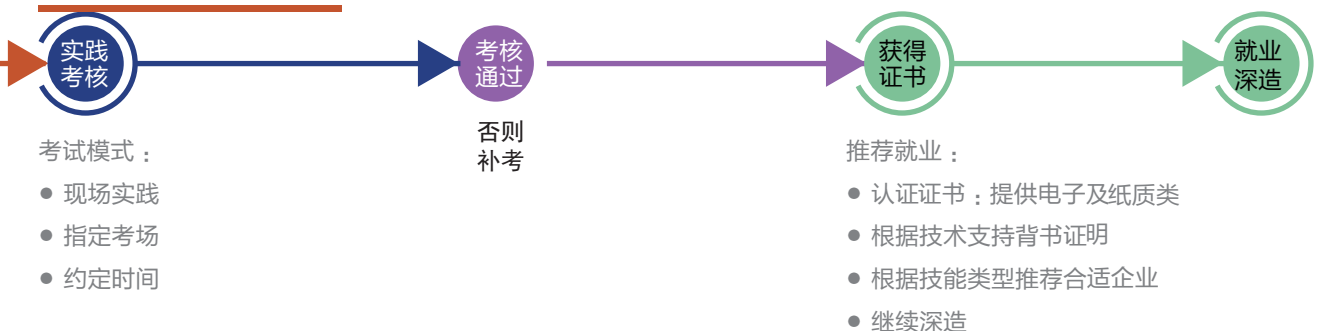 实践
考核
考核
通过
获得
证书
就业
深造
否则
补考
考试模式：
● 现场实践
● 指定考场
● 约定时间
推荐就业：
● 认证证书：提供电子及纸质类
● 根据技术支持背书证明
● 根据技能类型推荐合适企业
● 继续深造